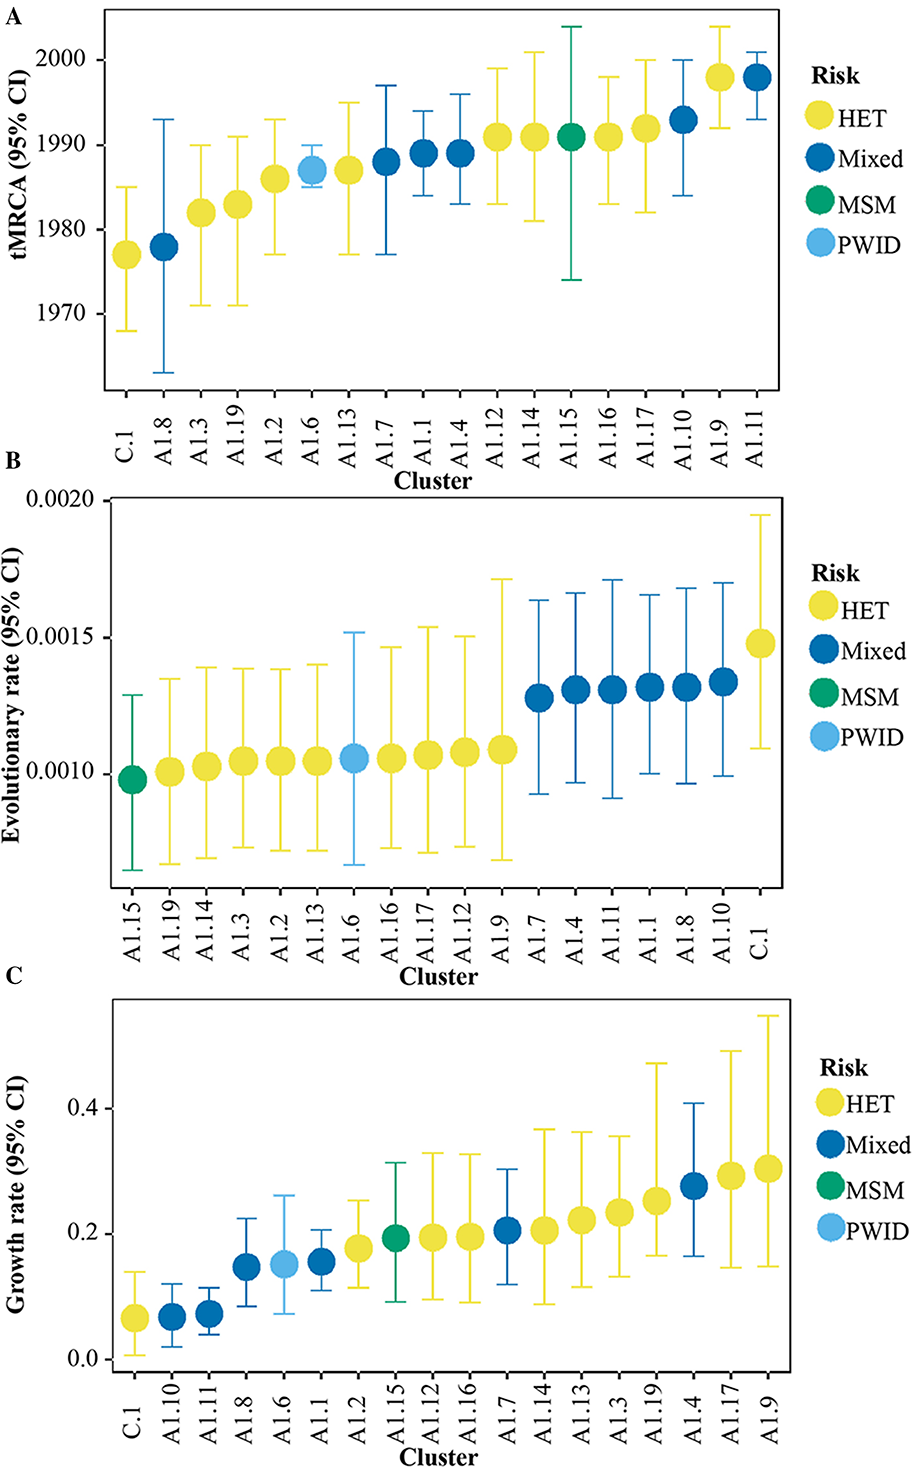 A
tMRCA (95% CI)
2000
1990
1980
1970
C.1 A1.8 A1.3 A1.19 A1.2 A1.6 A1.13 A1.7 A1.1 A1.4 A1.12 A1.14 A1.15 A1.16 A1.17 A1.10 A1.9 A1.11
Cluster
Risk
HET
Mixed
MSM
PWID
B
Evolutionary rate (95% CI)
0.0020
0.0015
0.0010
A1.15 A1.19 A1.14 A1.3 A1.2 A1.13 A1.6 A1.16 A1.17 A1.12 A1.9 A1.7 A1.4 A1.11 A1.1 A1.8 A1.10 C.1
Cluster
Risk
HET
Mixed
MSM
PWID
C
Growth rate (95% CI)
0.4
0.2
0.0
C.1 A1.10 A1.11 A1.8 A1.6 A1.1 A1.2 A1.15 A1.12 A1.16 A1.7 A1.14 A1.13 A1.3 A1.19 A1.4 A1.17 A1.9
Cluster
Risk
HET
Mixed
MSM
PWID